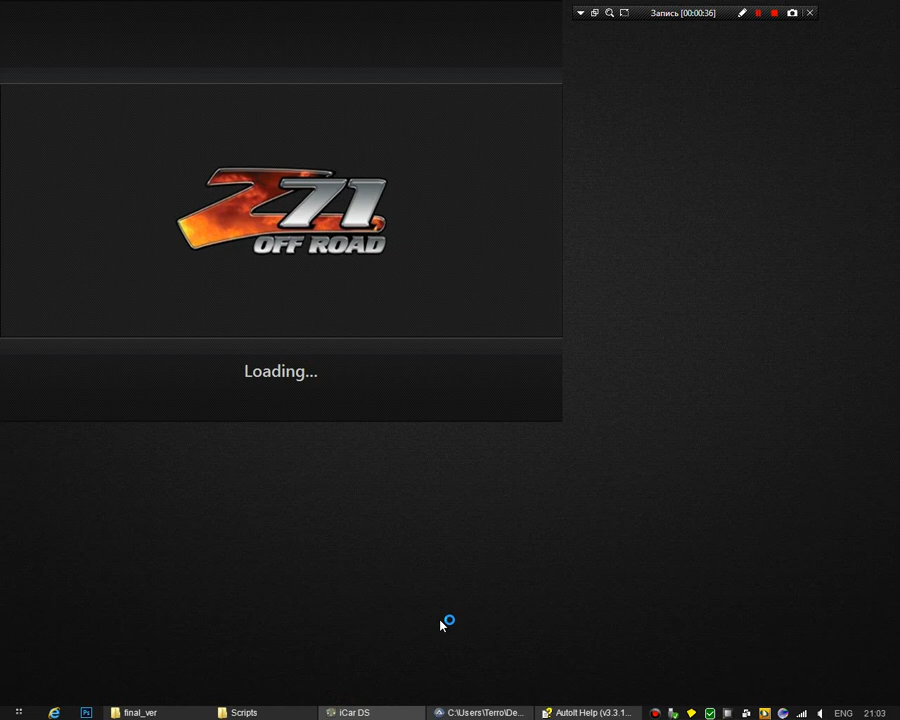 Запись [00:00:36]
Z71
OFF ROAD
Loading...
Ps
final_ver
Scripts
iCar DS
C:\Users\Terro\De...
AutoIt Help (v3.3.1...
ENG
21:03